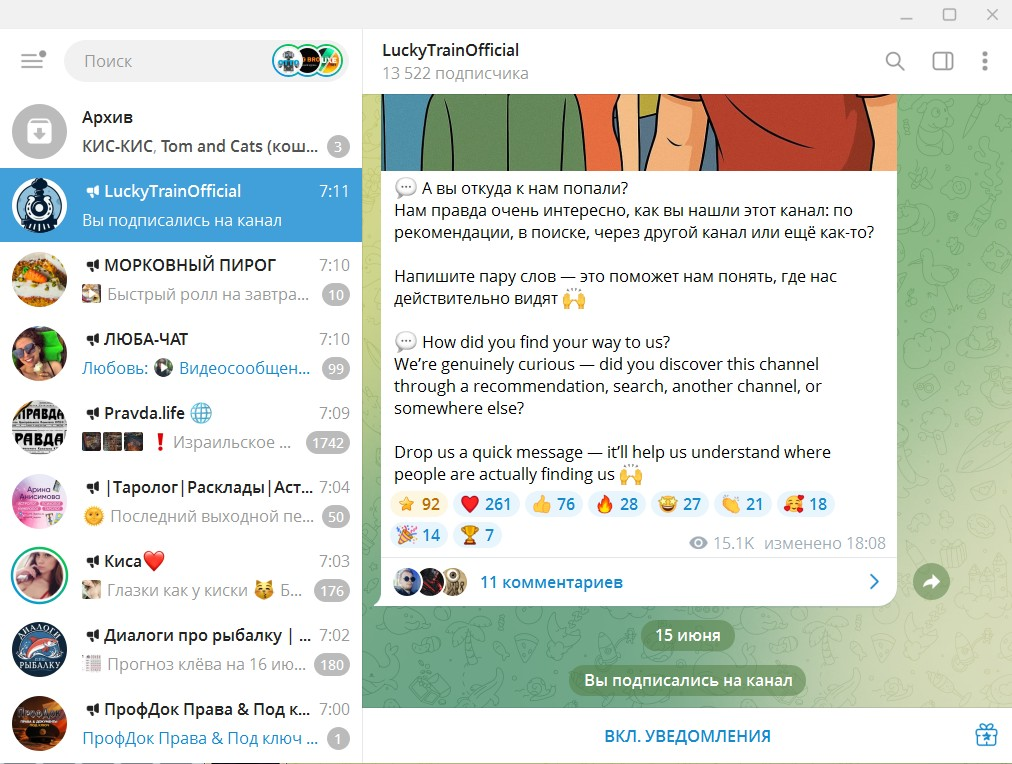 Поиск
Архив
КИС-КИС, Tom and Cats (кош...
3
LuckyTrainOfficial
7:11
Вы подписались на канал
МОРКОВНЫЙ ПИРОГ
7:10
Быстрый ролл на завтра...
10
ЛЮБА-ЧАТ
7:10
Любовь: Видеосообщен...
99
ПРАВДА
РАВДА
Pravda.life 🌐
7:09
❗ Израильское ...
1742
Арина
Анисимова
|Таролог|Расклады|Аст...
7:04
🌞 Последний выходной пе...
50
Киса❤️
7:03
Глазки как у киски 😽 Б...
176
ДИАЛОГИ
ПРО
РЫБАЛКУ
Диалоги про рыбалку | ...
7:02
Прогноз клёва на 16 ию...
180
ПРОФДОК
ПрофДок Права & Под к...
7:00
ПрофДок Права & Под ключ ...
1
LuckyTrainOfficial
13 522 подписчика
💬 А вы откуда к нам попали?
Нам правда очень интересно, как вы нашли этот канал: по
рекомендации, в поиске, через другой канал или ещё как-то?
Напишите пару слов — это поможет нам понять, где нас
действительно видят 🙌
💬 How did you find your way to us?
We’re genuinely curious — did you discover this channel
through a recommendation, search, another channel, or
somewhere else?
Drop us a quick message — it’ll help us understand where
people are actually finding us 🙌
⭐ 92 ❤️ 261 👍 76 🔥 28 🤩 27 👏 21 🥰 18
🎉 14 🏆 7
15.1K изменено 18:08
11 комментариев
15 июня
Вы подписались на канал
ВКЛ. УВЕДОМЛЕНИЯ